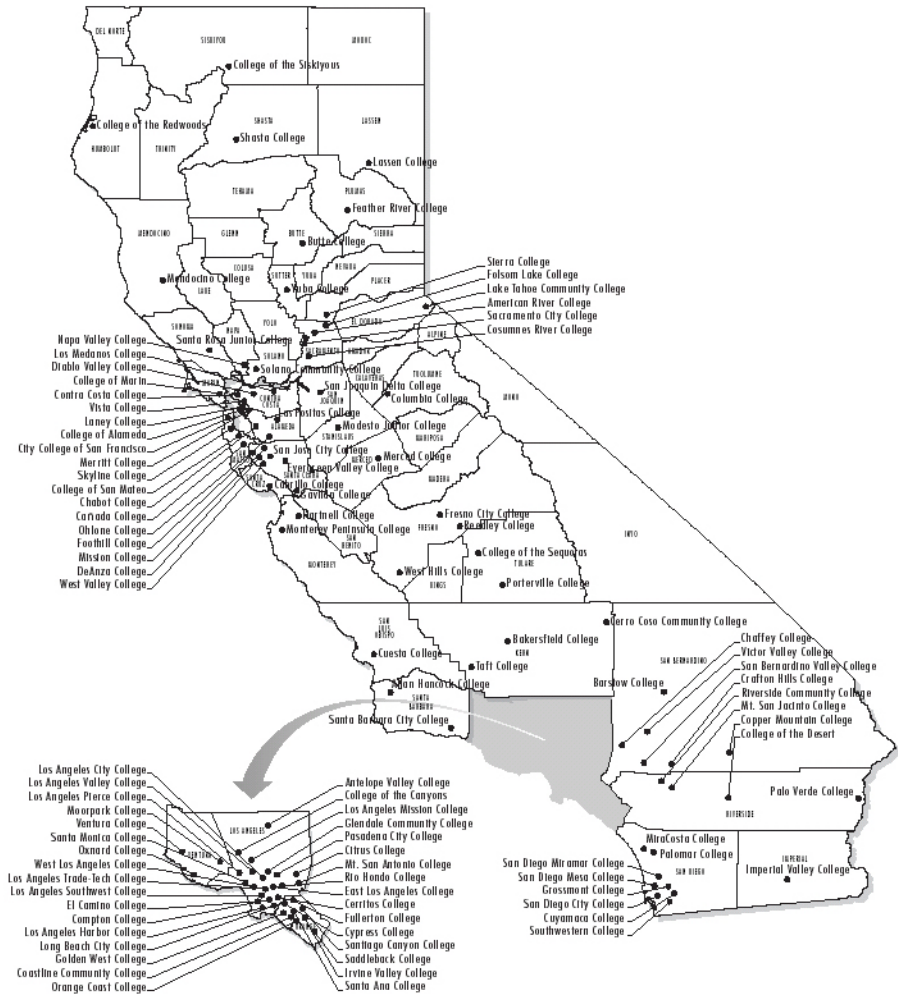 DEL NORTE
SISKIYOU
MODOC
College of the Siskiyous
SHASTA
LASSEN
College of the Redwoods
Shasta College
HUMBOLDT
TRINITY
Lassen College
TEHAMA
PLUMAS
Feather River College
MENDOCINO
GLENN
BUTTE
SIERRA
Butte College
COLUSA
NEVADA
Mendocino College
LAKE
SUTTER
YUBA
PLACER
Yuba College
Sierra College
Folsom Lake College
Lake Tahoe Community College
American River College
Sacramento City College
Cosumnes River College
YOLO
EL DORADO
SONOMA
NAPA
ALPINE
Santa Rosa Junior College
SACRAMENTO
AMADOR
SOLANO
Solano Community College
CALAVERAS
TUOLUMNE
MARIN
MONO
San Joaquin Delta College
SAN
JOAQUIN
Columbia College
CONTRA
COSTA
Las Positas College
ALAMEDA
Modesto Junior College
STANISLAUS
MARIPOSA
San Jose City College
MERCED
Merced College
Evergreen Valley College
SANTA CLARA
SANTA
CRUZ
Cabrillo College
MADERA
Gavilan College
Hartnell College
Fresno City College
Monterey Peninsula College
FRESNO
Reedley College
SAN
BENITO
INYO
College of the Sequoias
TULARE
MONTEREY
West Hills College
KINGS
Porterville College
Napa Valley College
Los Medanos College
Diablo Valley College
College of Marin
Contra Costa College
Vista College
Laney College
College of Alameda
City College of San Francisco
Merritt College
Skyline College
College of San Mateo
Chabot College
Cañada College
Ohlone College
Foothill College
Mission College
DeAnza College
West Valley College
SAN
LUIS
OBISPO
Cerro Coso Community College
Bakersfield College
KERN
Cuesta College
Taft College
Allan Hancock College
SANTA
BARBARA
Santa Barbara City College
SAN BERNARDINO
Barstow College
Chaffey College
Victor Valley College
San Bernardino Valley College
Crafton Hills College
Riverside Community College
Mt. San Jacinto College
Copper Mountain College
College of the Desert
Palo Verde College
RIVERSIDE
MiraCosta College
Palomar College
SAN DIEGO
IMPERIAL
Imperial Valley College
San Diego Miramar College
San Diego Mesa College
Grossmont College
San Diego City College
Cuyamaca College
Southwestern College
Los Angeles City College
Los Angeles Valley College
Los Angeles Pierce College
Moorpark College
Ventura College
Santa Monica College
Oxnard College
West Los Angeles College
Los Angeles Trade-Tech College
Los Angeles Southwest College
El Camino College
Compton College
Los Angeles Harbor College
Long Beach City College
Golden West College
Coastline Community College
Orange Coast College
LOS ANGELES
VENTURA
Antelope Valley College
College of the Canyons
Los Angeles Mission College
Glendale Community College
Pasadena City College
Citrus College
Mt. San Antonio College
Rio Hondo College
East Los Angeles College
Cerritos College
Fullerton College
Cypress College
Santiago Canyon College
Saddleback College
Irvine Valley College
Santa Ana College